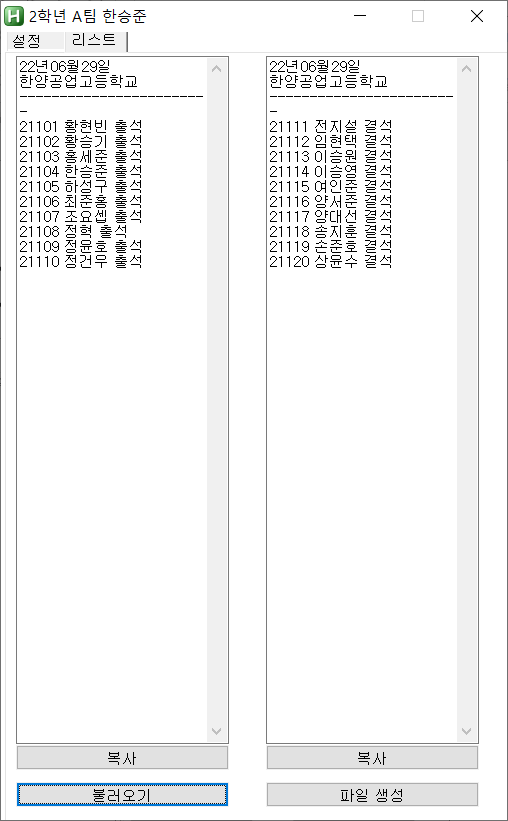 H 2학년 A팀 한승준
설정 리스트
22년06월29일
한양공업고등학교
-----------------------
-
21101 황현빈 출석
21102 황승기 출석
21103 홍세준 출석
21104 한승준 출석
21105 하성구 출석
21106 최준홍 출석
21107 조요셉 출석
21108 정혁 출석
21109 정윤호 출석
21110 정건우 출석
복사
불러오기
22년06월29일
한양공업고등학교
-----------------------
-
21111 전지설 결석
21112 임현택 결석
21113 이승원 결석
21114 이승영 결석
21115 여인준 결석
21116 양서준 결석
21117 양대선 결석
21118 송지훈 결석
21119 손준호 결석
21120 상윤수 결석
복사
파일 생성